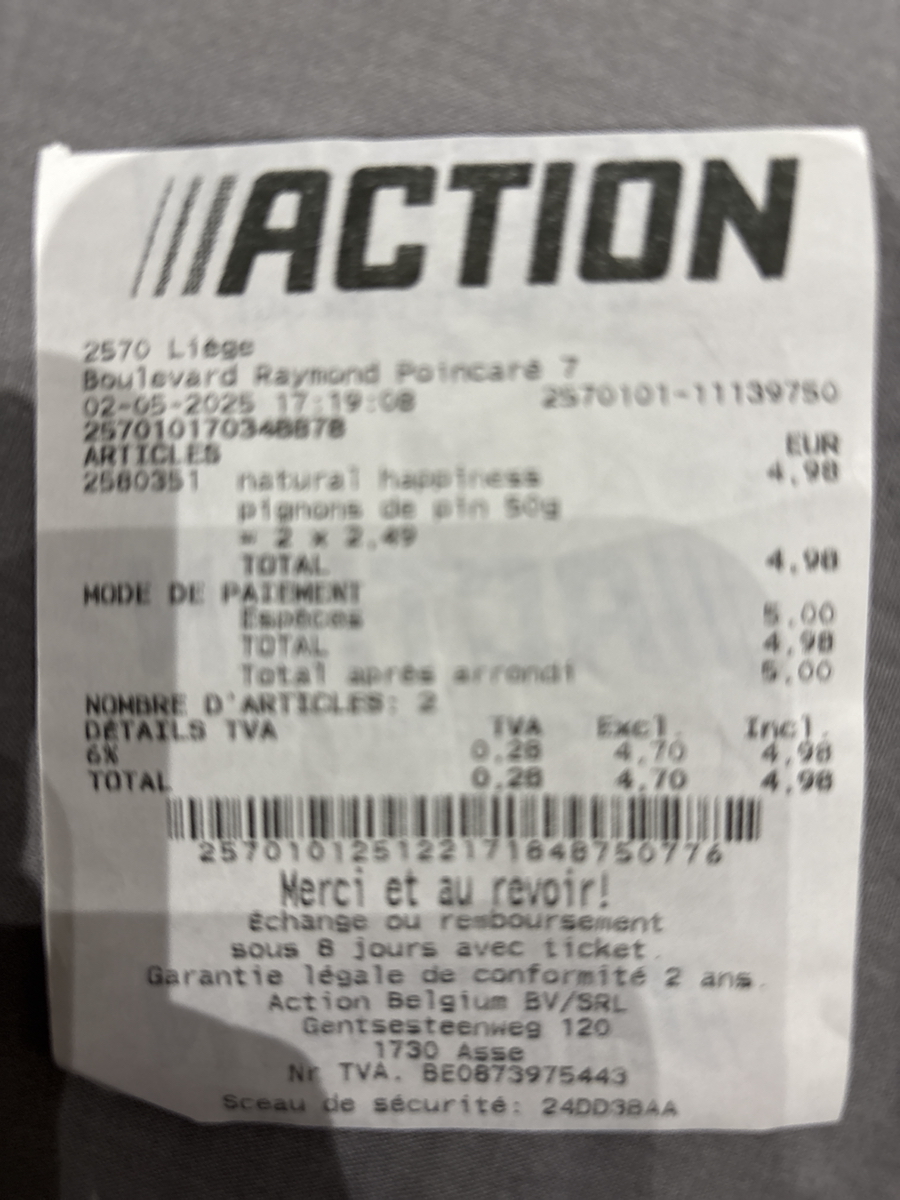 ACTION
2570 Liège
Boulevard Raymond Poincaré 7
02-05-2025 17:19:08 2570101-11139750
257010170348878
ARTICLES EUR
2580351 natural happiness 4,98
pignons de pin 50g
= 2 x 2,49
TOTAL 4,98
MODE DE PAIEMENT
Espèces 5,00
TOTAL 4,98
Total après arrondi 5,00
NOMBRE D'ARTICLES: 2
DÉTAILS TVA TVA Excl. Incl.
6% 0,28 4,70 4,98
TOTAL 0,28 4,70 4,98
257010125122171848750776
Merci et au revoir!
Échange ou remboursement
sous 8 jours avec ticket.
Garantie légale de conformité 2 ans.
Action Belgium BV/SRL
Gentsesteenweg 120
1730 Asse
Nr TVA. BE0873975443
Sceau de sécurité: 24DD3BAA